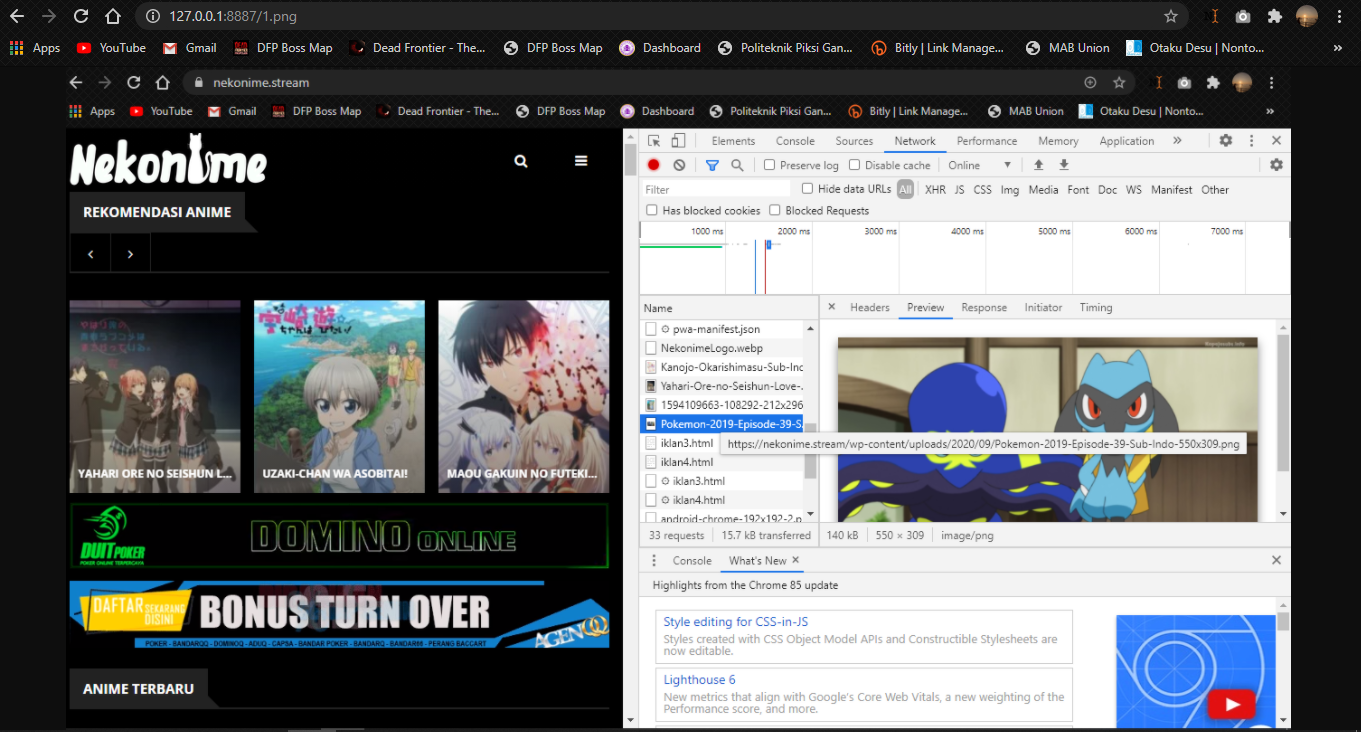 127.0.0.1:8887/1.png
Apps YouTube Gmail DFP Boss Map Dead Frontier - The... DFP Boss Map Dashboard Politeknik Piksi Gan... Bitly | Link Manage... MAB Union Otaku Desu | Nonto... »
nekonime.stream
Apps YouTube Gmail DFP Boss Map Dead Frontier - The... DFP Boss Map Dashboard Politeknik Piksi Gan... Bitly | Link Manage... MAB Union Otaku Desu | Nonto... »
Nekonime
REKOMENDASI ANIME
YAHARI ORE NO SEISHUN L...
UZAKI-CHAN WA ASOBITAI!
MAOU GAKUIN NO FUTEKI...
DUIT POKER
POKER ONLINE TERPERCAYA
DOMINO ONLINE
DAFTAR SEKARANG DISINI
BONUS TURN OVER
POKER - BANDARQQ - DOMINOQ - ADUQ - CAPSA - BANDAR POKER - BANDARQ - BANDAR66 - PERANG BACCART
AGENQQ
ANIME TERBARU
Elements Console Sources Network Performance Memory Application »
Preserve log Disable cache Online
Filter Hide data URLs All XHR JS CSS Img Media Font Doc WS Manifest Other
Has blocked cookies Blocked Requests
1000 ms 2000 ms 3000 ms 4000 ms 5000 ms 6000 ms 7000 ms
Name
Headers Preview Response Initiator Timing
pwa-manifest.json
NekonimeLogo.webp
Kanojo-Okarishimasu-Sub-Ind
Yahari-Ore-no-Seishun-Love-.
1594109663-108292-212x296
Pokemon-2019-Episode-39-S.
iklan3.html
https://nekonime.stream/wp-content/uploads/2020/09/Pokemon-2019-Episode-39-Sub-Indo-550x309.png
iklan4.html
iklan3.html
iklan4.html
android-chrome-192x192-2.p
33 requests 15.7 kB transferred
140 kB 550 × 309 image/png
Console What's New
Highlights from the Chrome 85 update
Style editing for CSS-in-JS
Styles created with CSS Object Model APIs and Constructible Stylesheets are
now editable.
Lighthouse 6
New metrics that align with Google's Core Web Vitals, a new weighting of the
Performance score, and more.